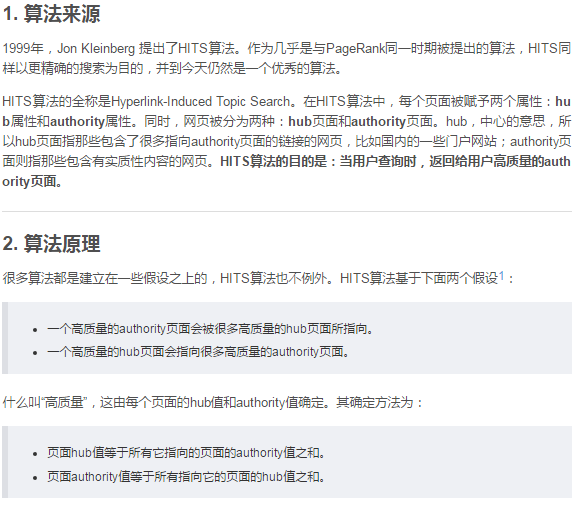 1. 算法来源
1999年，Jon Kleinberg 提出了HITS算法。作为几乎是与PageRank同一时期被提出的算法，HITS同
样以更精确的搜索为目的，并到今天仍然是一个优秀的算法。
HITS算法的全称是Hyperlink-Induced Topic Search。在HITS算法中，每个页面被赋予两个属性：hu
b属性和authority属性。同时，网页被分为两种：hub页面和authority页面。hub，中心的意思，所
以hub页面指那些包含了很多指向authority页面的链接的网页，比如国内的一些门户网站；authority页
面则指那些包含有实质性内容的网页。HITS算法的目的是：当用户查询时，返回给用户高质量的auth
ority页面。
2. 算法原理
很多算法都是建立在一些假设之上的，HITS算法也不例外。HITS算法基于下面两个假设1：
• 一个高质量的authority页面会被很多高质量的hub页面所指向。
• 一个高质量的hub页面会指向很多高质量的authority页面。
什么叫“高质量”，这由每个页面的hub值和authority值确定。其确定方法为：
• 页面hub值等于所有它指向的页面的authority值之和。
• 页面authority值等于所有指向它的页面的hub值之和。